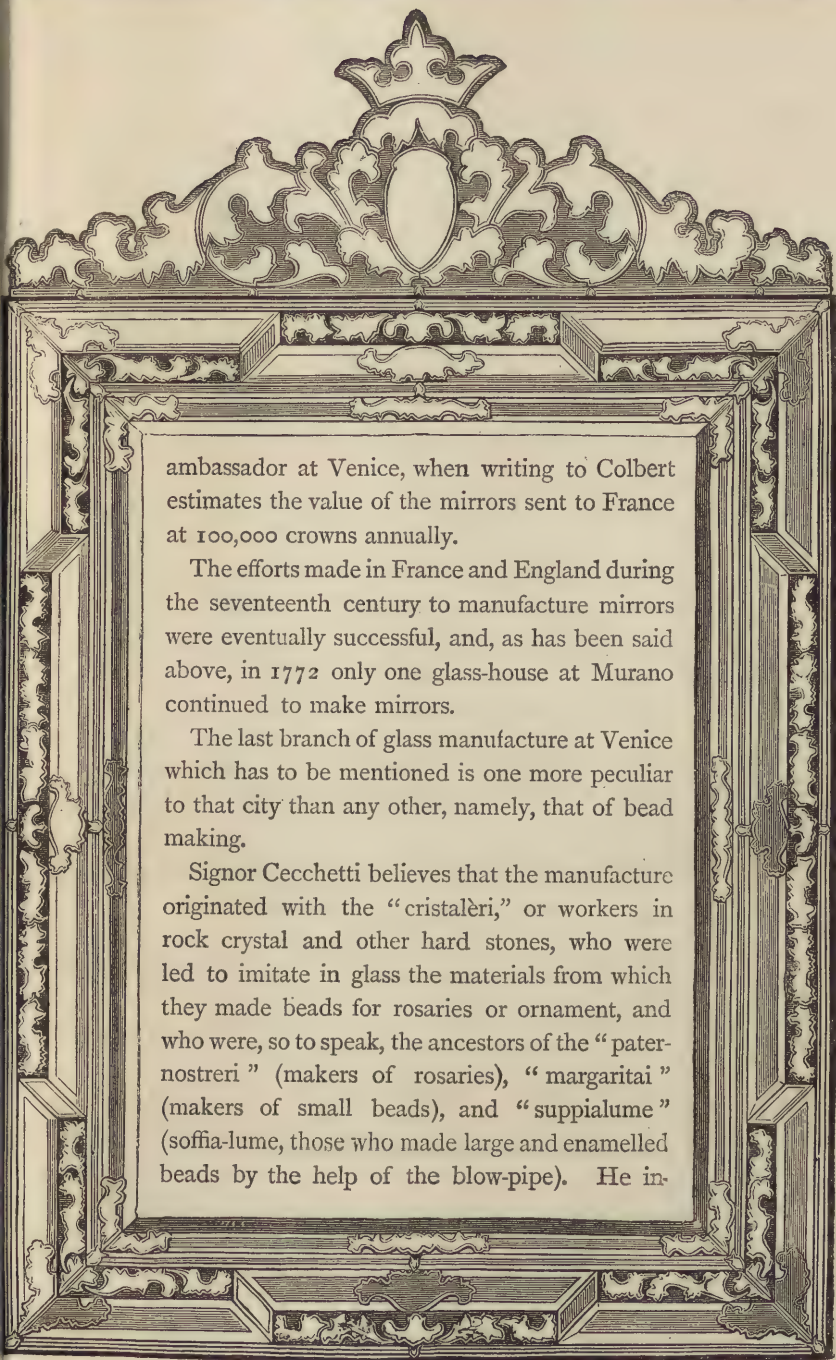 ambassador at Venice, when writing to Colbert
estimates the value of the mirrors sent to France
at 100,000 crowns annually.
The efforts made in France and England during
the seventeenth century to manufacture mirrors
were eventually successful, and, as has been said
above, in 1772 only one glass-house at Murano
continued to make mirrors.
The last branch of glass manufacture at Venice
which has to be mentioned is one more peculiar
to that city than any other, namely, that of bead
making.
Signor Cecchetti believes that the manufacture
originated with the “cristalèri,” or workers in
rock crystal and other hard stones, who were
led to imitate in glass the materials from which
they made beads for rosaries or ornament, and
who were, so to speak, the ancestors of the “pater-
nostreri” (makers of rosaries), “margaritai”
(makers of small beads), and “suppialume”
(soffia-lume, those who made large and enamelled
beads by the help of the blow-pipe). He in-